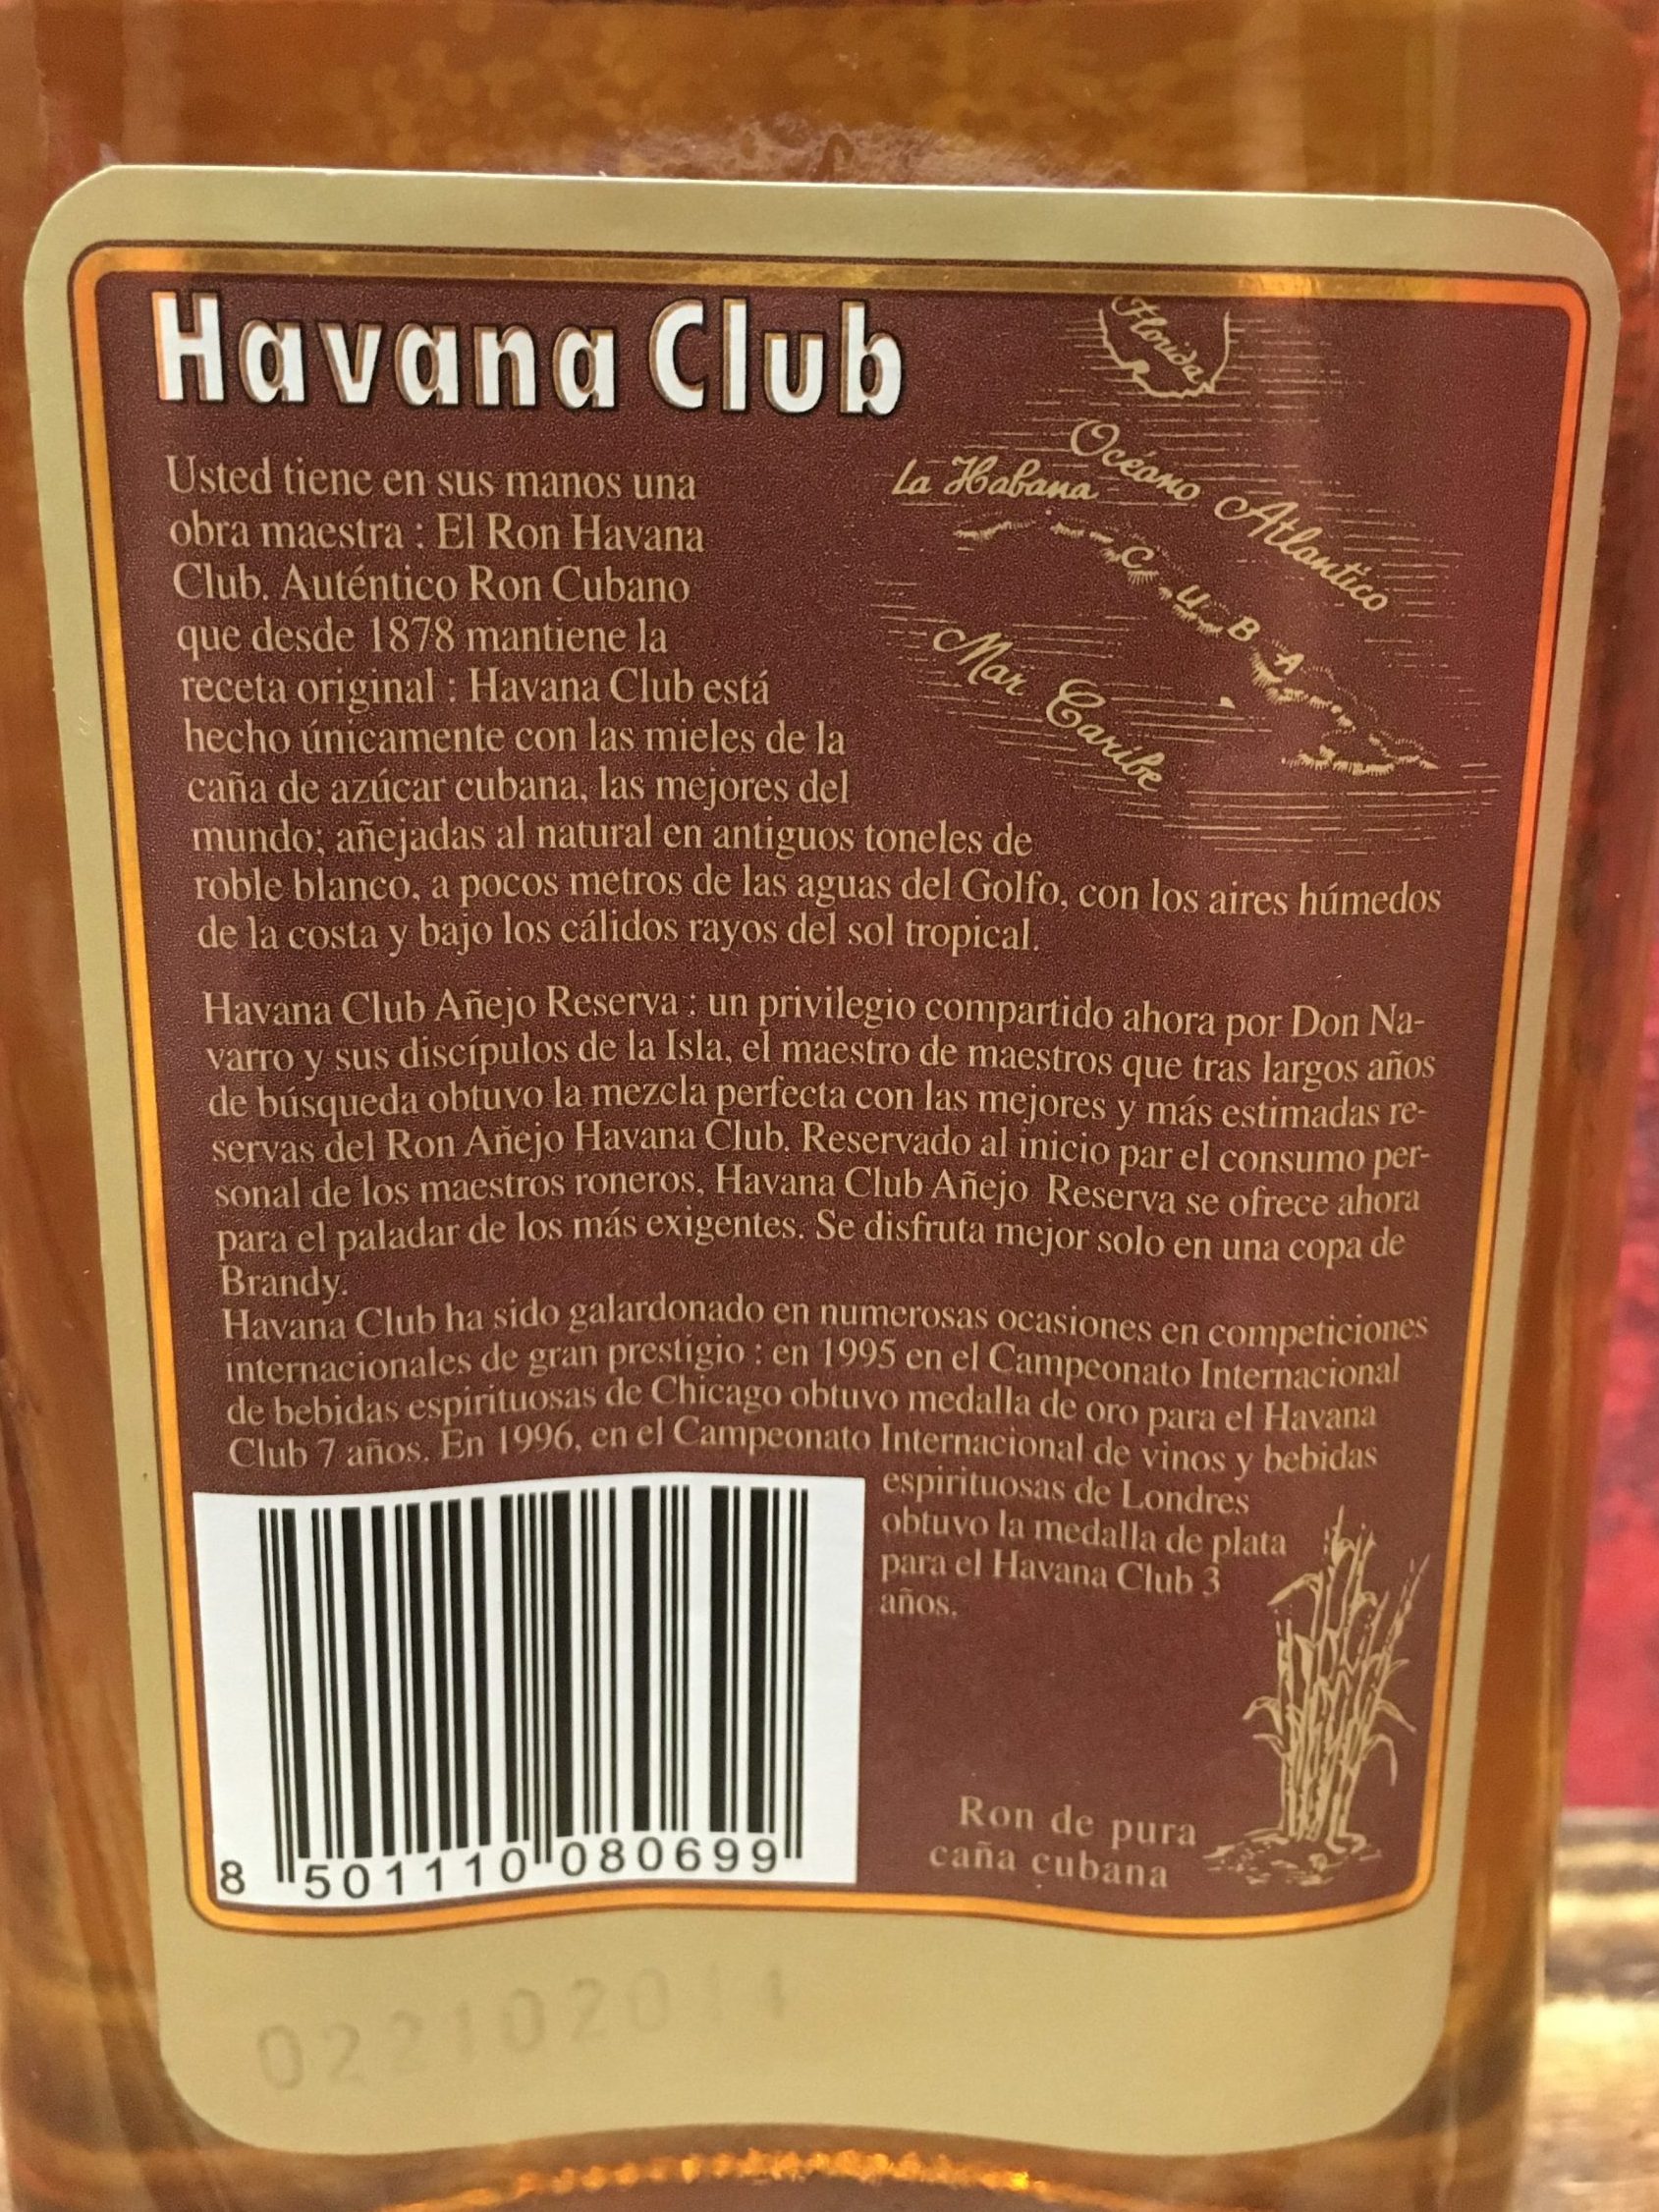 Havana Club
Florida
Océano Atlantico
La Habana
CUBA
Mar Caribe
Usted tiene en sus manos una
obra maestra : El Ron Havana
Club. Auténtico Ron Cubano
que desde 1878 mantiene la
receta original : Havana Club está
hecho únicamente con las mieles de la
caña de azúcar cubana, las mejores del
mundo; añejadas al natural en antiguos toneles de
roble blanco, a pocos metros de las aguas del Golfo, con los aires húmedos
de la costa y bajo los cálidos rayos del sol tropical.
Havana Club Añejo Reserva : un privilegio compartido ahora por Don Na-
varro y sus discípulos de la Isla, el maestro de maestros que tras largos años
de búsqueda obtuvo la mezcla perfecta con las mejores y más estimadas re-
servas del Ron Añejo Havana Club. Reservado al inicio par el consumo per-
sonal de los maestros roneros, Havana Club Añejo Reserva se ofrece ahora
para el paladar de los más exigentes. Se disfruta mejor solo en una copa de
Brandy.
Havana Club ha sido galardonado en numerosas ocasiones en competiciones
internacionales de gran prestigio : en 1995 en el Campeonato Internacional
de bebidas espirituosas de Chicago obtuvo medalla de oro para el Havana
Club 7 años. En 1996, en el Campeonato Internacional de vinos y bebidas
espirituosas de Londres
obtuvo la medalla de plata
para el Havana Club 3
años.
Ron de pura
caña cubana
8 501110 080699
022102011